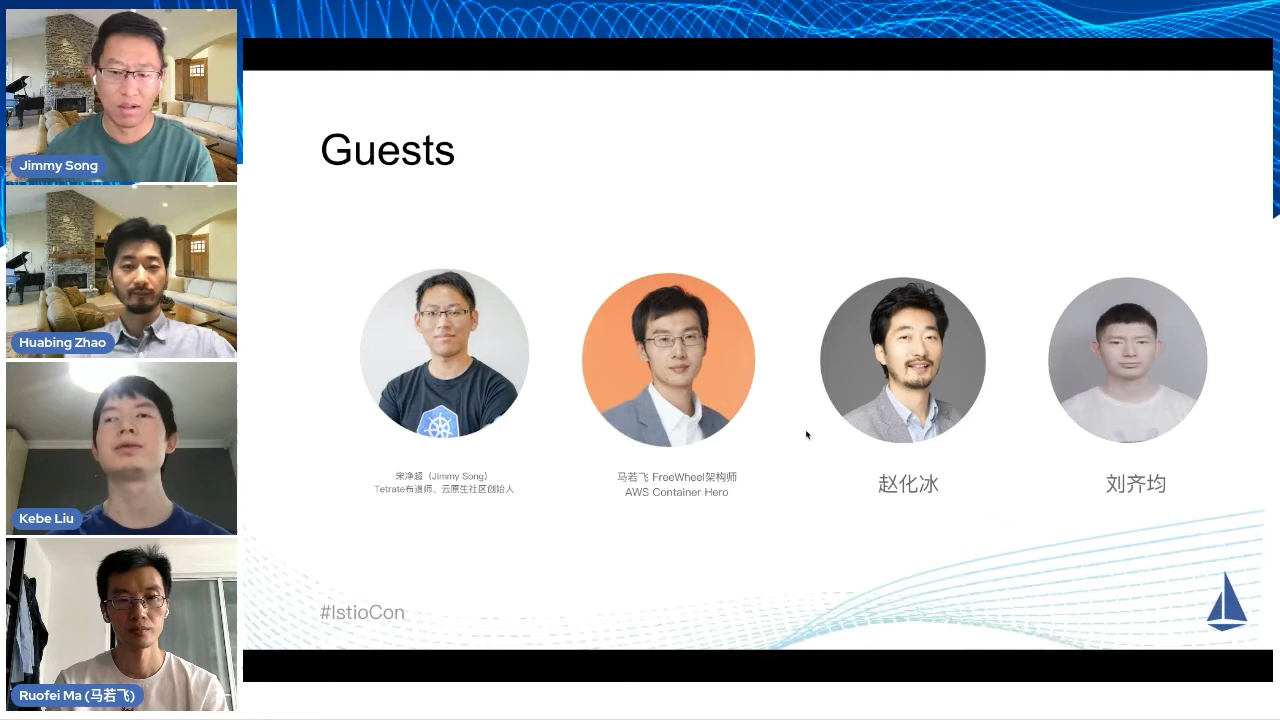 Jimmy Song
Huabing Zhao
Kebe Liu
Ruofei Ma (马若飞)
Guests
宋净超（Jimmy Song）
Tetrate布道师、云原生社区创始人
马若飞 FreeWheel架构师
AWS Container Hero
赵化冰
刘齐均
#IstioCon